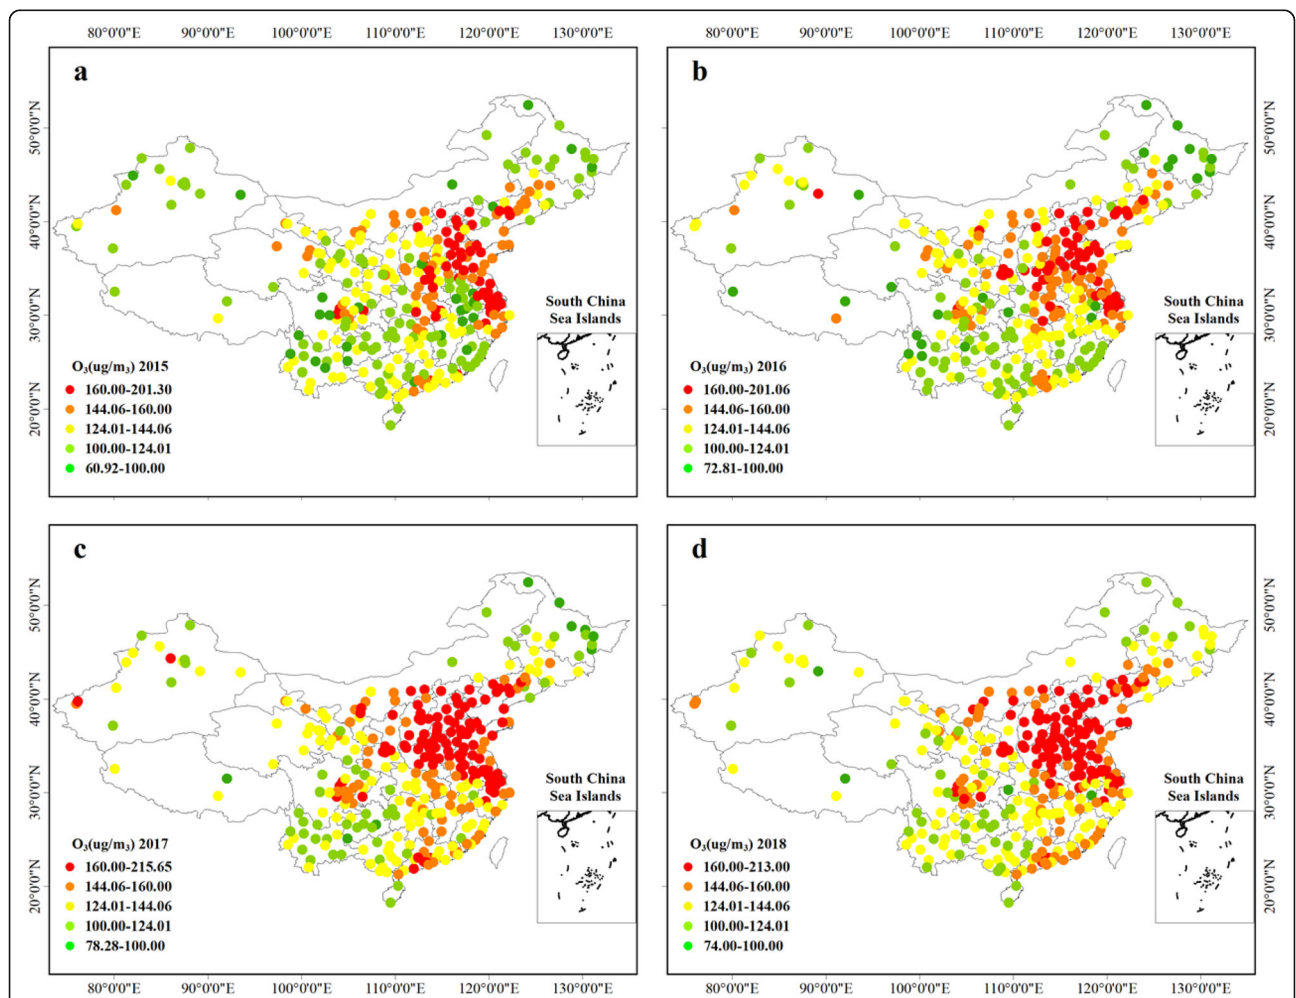 80°0'0"E 90°0'0"E 100°0'0"E 110°0'0"E 120°0'0"E 130°0'0"E
80°0'0"E 90°0'0"E 100°0'0"E 110°0'0"E 120°0'0"E 130°0'0"E
a
50°0'0"N
40°0'0"N
30°0'0"N
20°0'0"N
South China
Sea Islands
O₃(ug/m₃) 2015
160.00-201.30
144.06-160.00
124.01-144.06
100.00-124.01
60.92-100.00
b
50°0'0"N
40°0'0"N
30°0'0"N
20°0'0"N
South China
Sea Islands
O₃(ug/m₃) 2016
160.00-201.06
144.06-160.00
124.01-144.06
100.00-124.01
72.81-100.00
c
50°0'0"N
40°0'0"N
30°0'0"N
20°0'0"N
South China
Sea Islands
O₃(ug/m₃) 2017
160.00-215.65
144.06-160.00
124.01-144.06
100.00-124.01
78.28-100.00
d
50°0'0"N
40°0'0"N
30°0'0"N
20°0'0"N
South China
Sea Islands
O₃(ug/m₃) 2018
160.00-213.00
144.06-160.00
124.01-144.06
100.00-124.01
74.00-100.00
80°0'0"E 90°0'0"E 100°0'0"E 110°0'0"E 120°0'0"E 130°0'0"E
80°0'0"E 90°0'0"E 100°0'0"E 110°0'0"E 120°0'0"E 130°0'0"E